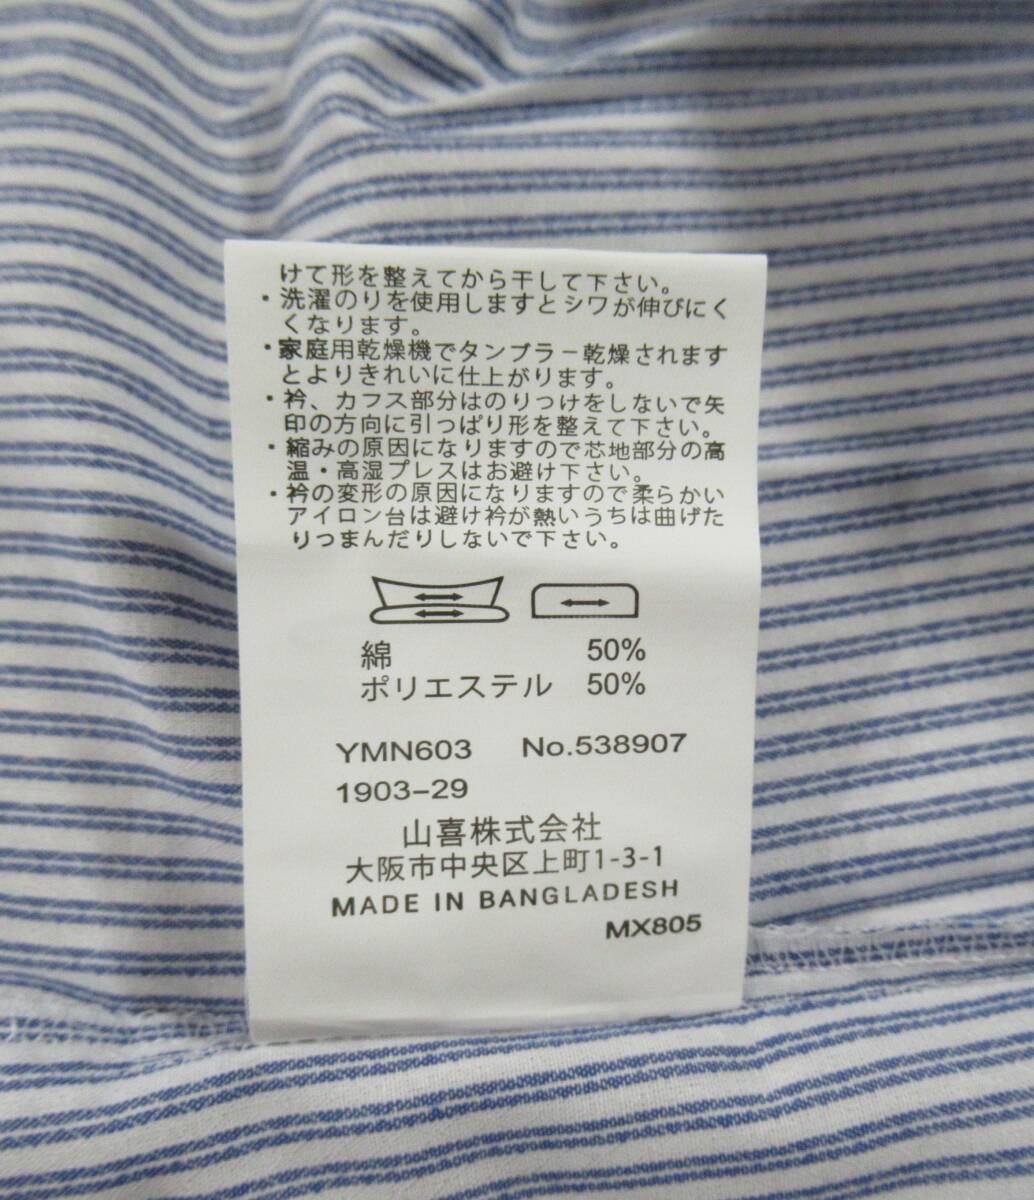 けて形を整えてから干して下さい。
・洗濯のりを使用しますとシワが伸びにく
くなります。
・家庭用乾燥機でタンブラー乾燥されます
とよりきれいに仕上がります。
・衿、カフス部分はのりっけをしないで矢
印の方向に引っぱり形を整えて下さい。
・縮みの原因になりますので芯地部分の高
温・高湿プレスはお避け下さい。
・衿の変形の原因になりますので柔らかい
アイロン台は避け衿が熱いうちは曲げた
りつまんだりしないで下さい。
綿 50%
ポリエステル 50%
YMN603 No.538907
1903-29
山喜株式会社
大阪市中央区上町1-3-1
MADE IN BANGLADESH
MX805